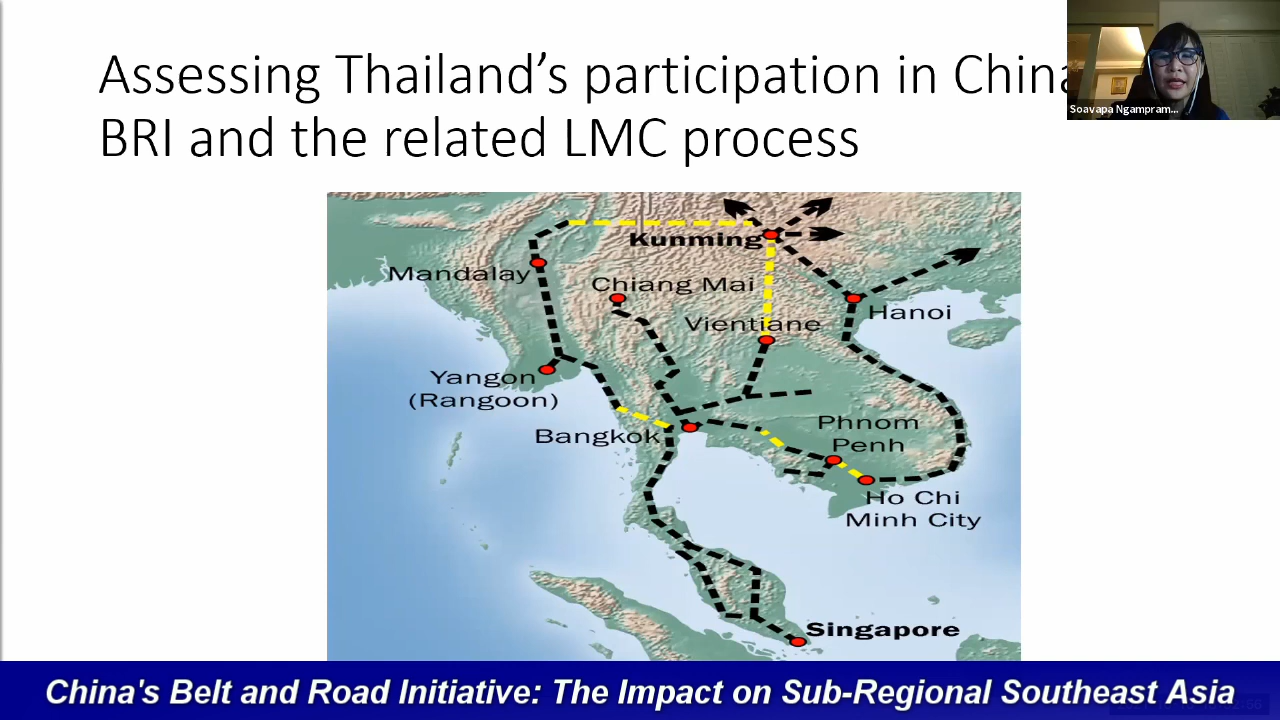 Assessing Thailand’s participation in China
BRI and the related LMC process
Soavapa Ngampram...
Kunming
Mandalay
Chiang Mai
Hanoi
Vientiane
Yangon
(Rangoon)
Bangkok
Phnom
Penh
Ho Chi
Minh City
Singapore
China's Belt and Road Initiative: The Impact on Sub-Regional Southeast Asia